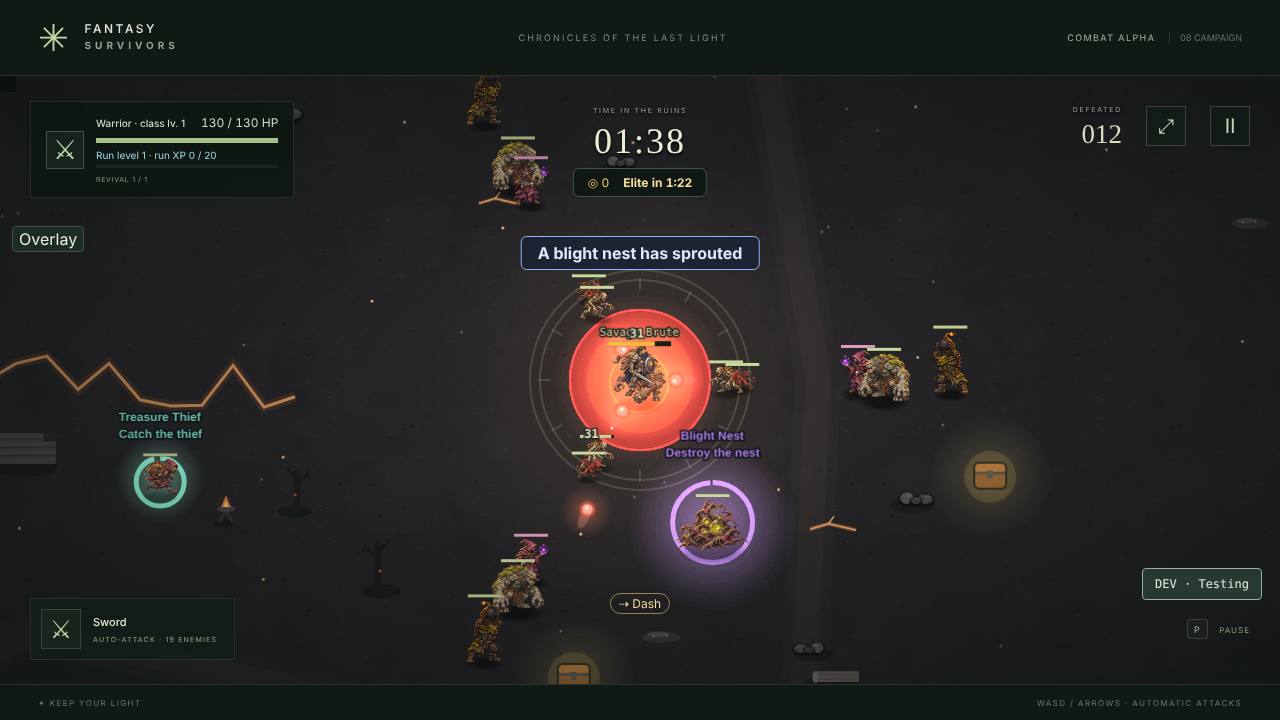 FANTASY
SURVIVORS
CHRONICLES OF THE LAST LIGHT
COMBAT ALPHA
08 CAMPAIGN
Warrior · class lv. 1
130 / 130 HP
Run level 1 · run XP 0 / 20
REVIVAL 1 / 1
TIME IN THE RUINS
01:38
◎ 0 Elite in 1:22
DEFEATED
012
Overlay
A blight nest has sprouted
31
Brute
31
Treasure Thief
Catch the thief
Blight Nest
Destroy the nest
⇢ Dash
DEV · Testing
Sword
AUTO-ATTACK · 19 ENEMIES
P PAUSE
✦ KEEP YOUR LIGHT
WASD / ARROWS · AUTOMATIC ATTACKS